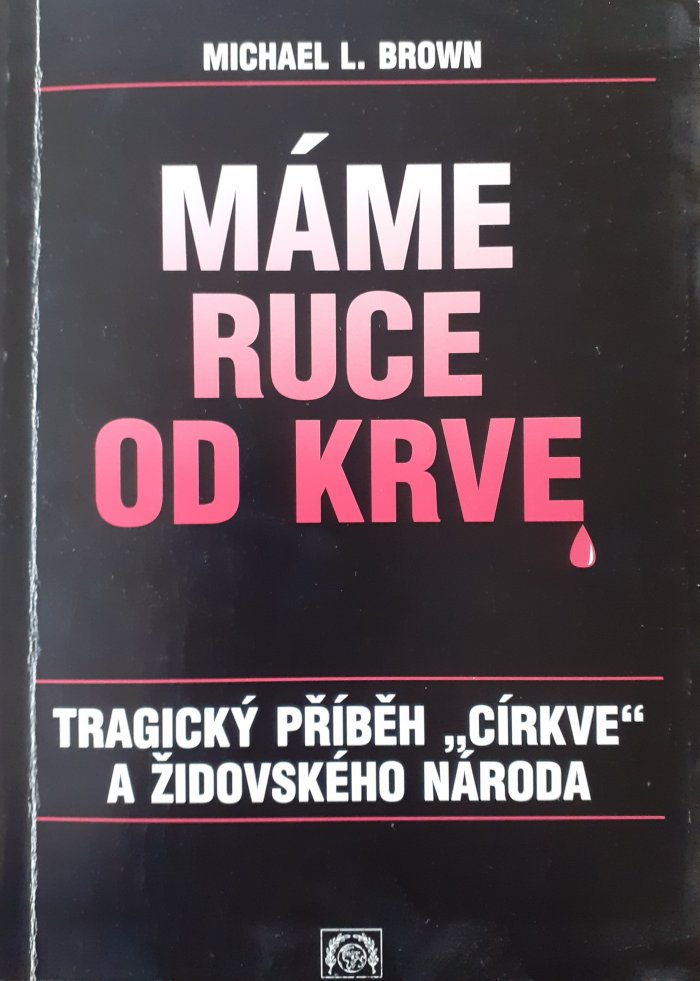 MICHAEL L. BROWN
MÁME
RUCE
OD KRVE
TRAGICKÝ PŘÍBĚH „CÍRKVE“
A ŽIDOVSKÉHO NÁRODA